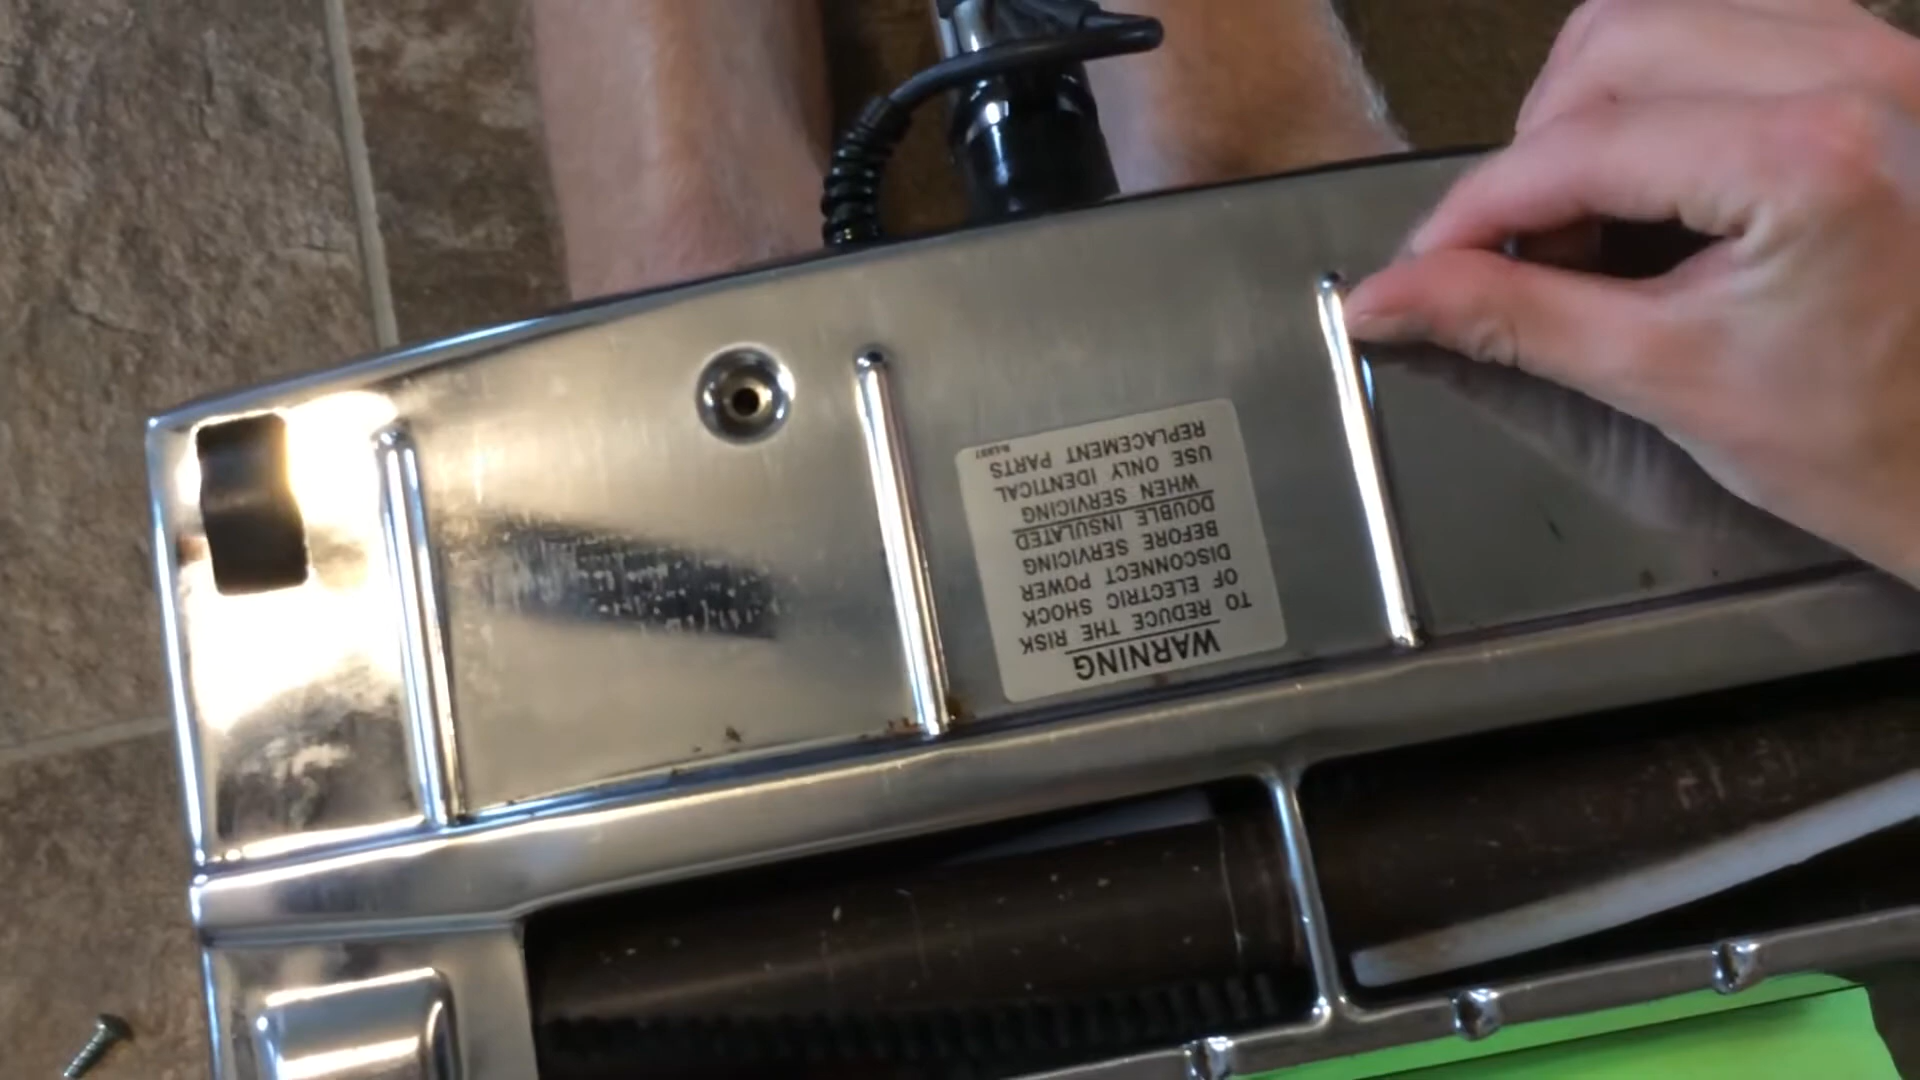 WARNING
TO REDUCE THE RISK
OF ELECTRIC SHOCK
DISCONNECT POWER
BEFORE SERVICING
DOUBLE INSULATED
WHEN SERVICING
USE ONLY IDENTICAL
REPLACEMENT PARTS